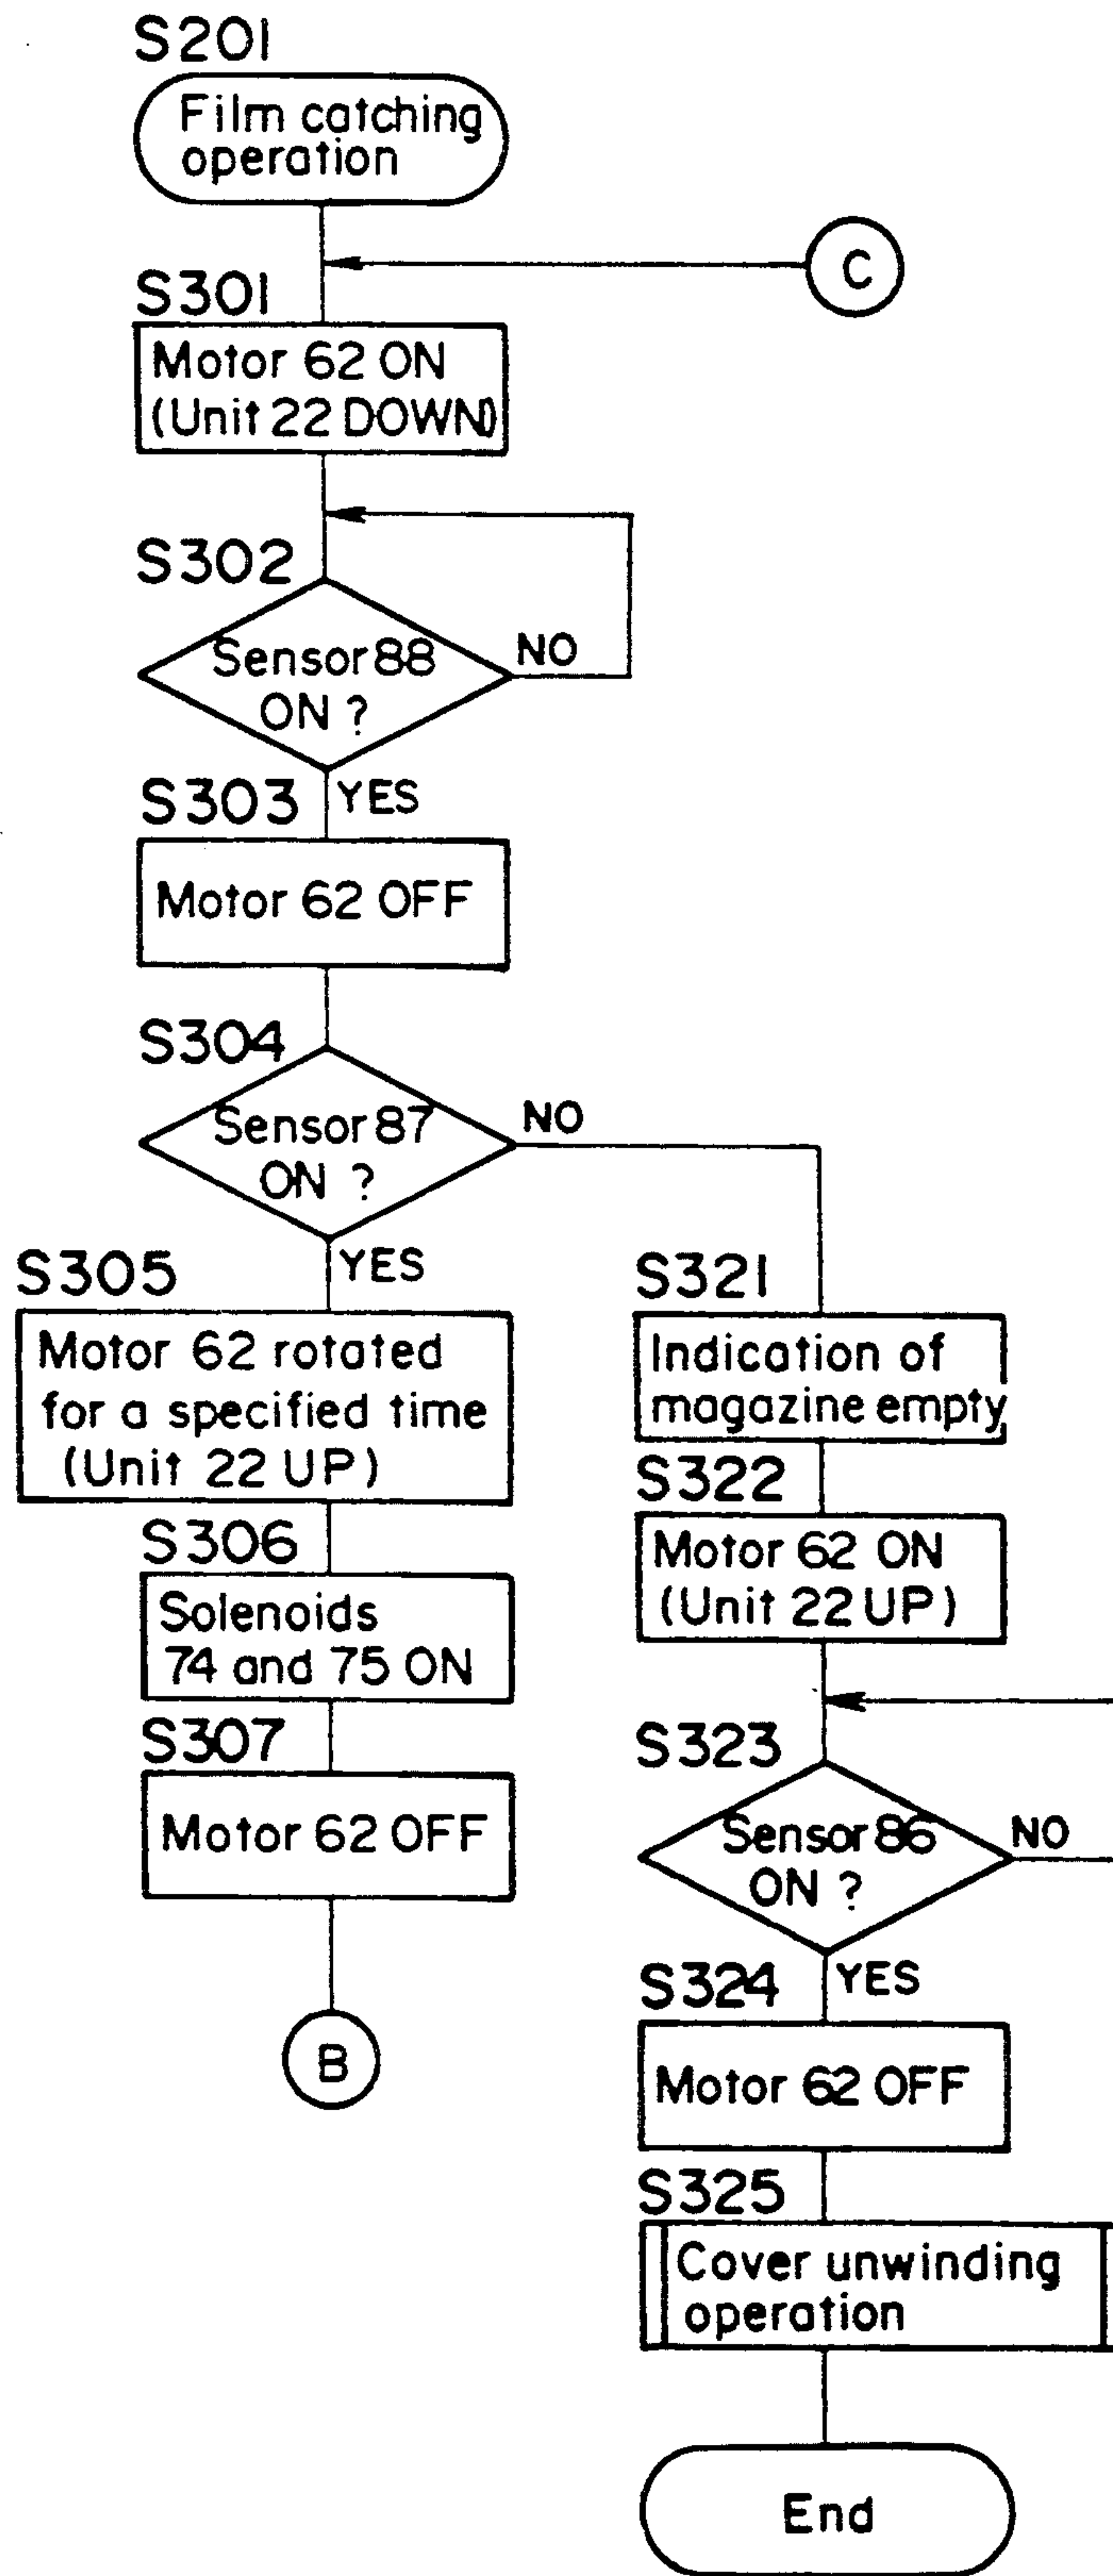 S201
Film catching
operation
C
S301
Motor 62 ON
(Unit 22 DOWN)
S302
Sensor 88
ON ?
NO
YES
S303
Motor 62 OFF
S304
Sensor 87
ON ?
NO
YES
S305
Motor 62 rotated
for a specified time
(Unit 22 UP)
S306
Solenoids
74 and 75 ON
S307
Motor 62 OFF
B
S321
Indication of
magazine empty
S322
Motor 62 ON
(Unit 22 UP)
S323
Sensor 86
ON ?
NO
YES
S324
Motor 62 OFF
S325
Cover unwinding
operation
End